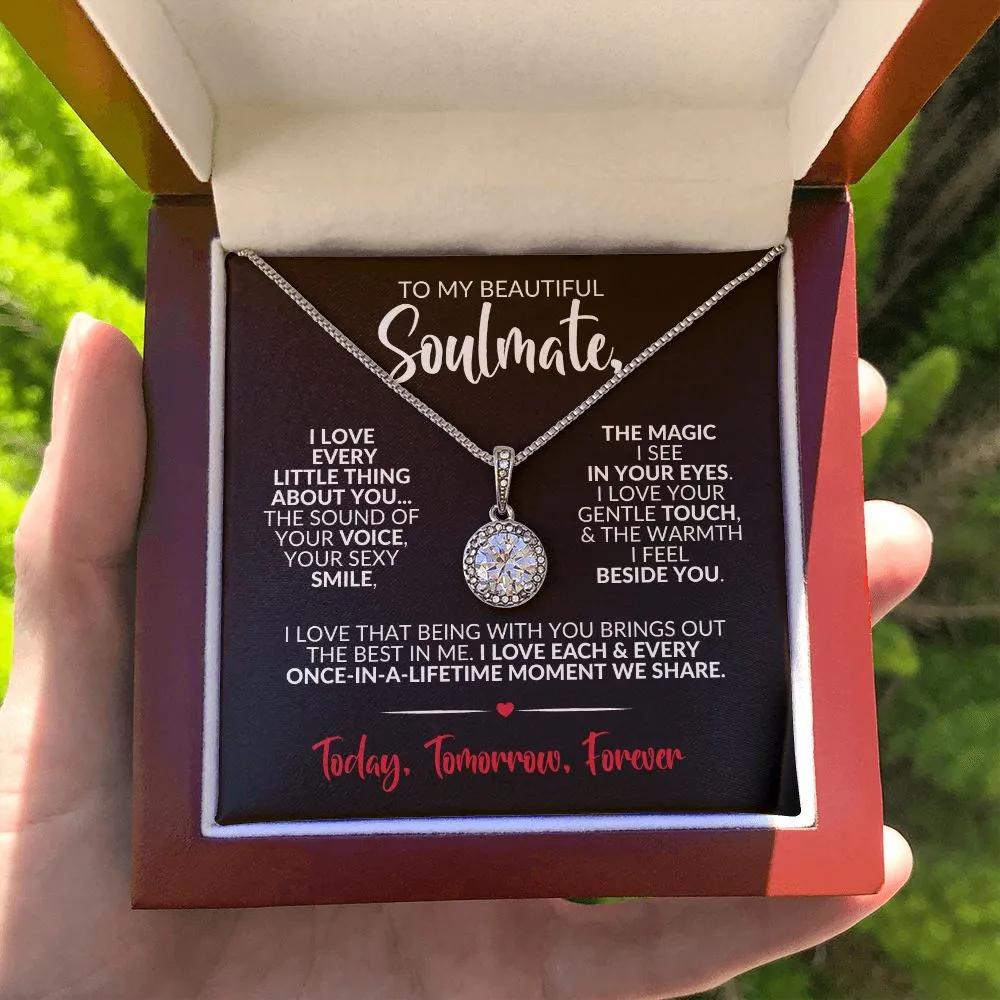 TO MY BEAUTIFUL
Soulmate,
I LOVE
EVERY
LITTLE THING
ABOUT YOU...
THE SOUND OF
YOUR VOICE,
YOUR SEXY
SMILE,
THE MAGIC
I SEE
IN YOUR EYES.
I LOVE YOUR
GENTLE TOUCH,
& THE WARMTH
I FEEL
BESIDE YOU.
I LOVE THAT BEING WITH YOU BRINGS OUT
THE BEST IN ME. I LOVE EACH & EVERY
ONCE-IN-A-LIFETIME MOMENT WE SHARE.
Today, Tomorrow, Forever